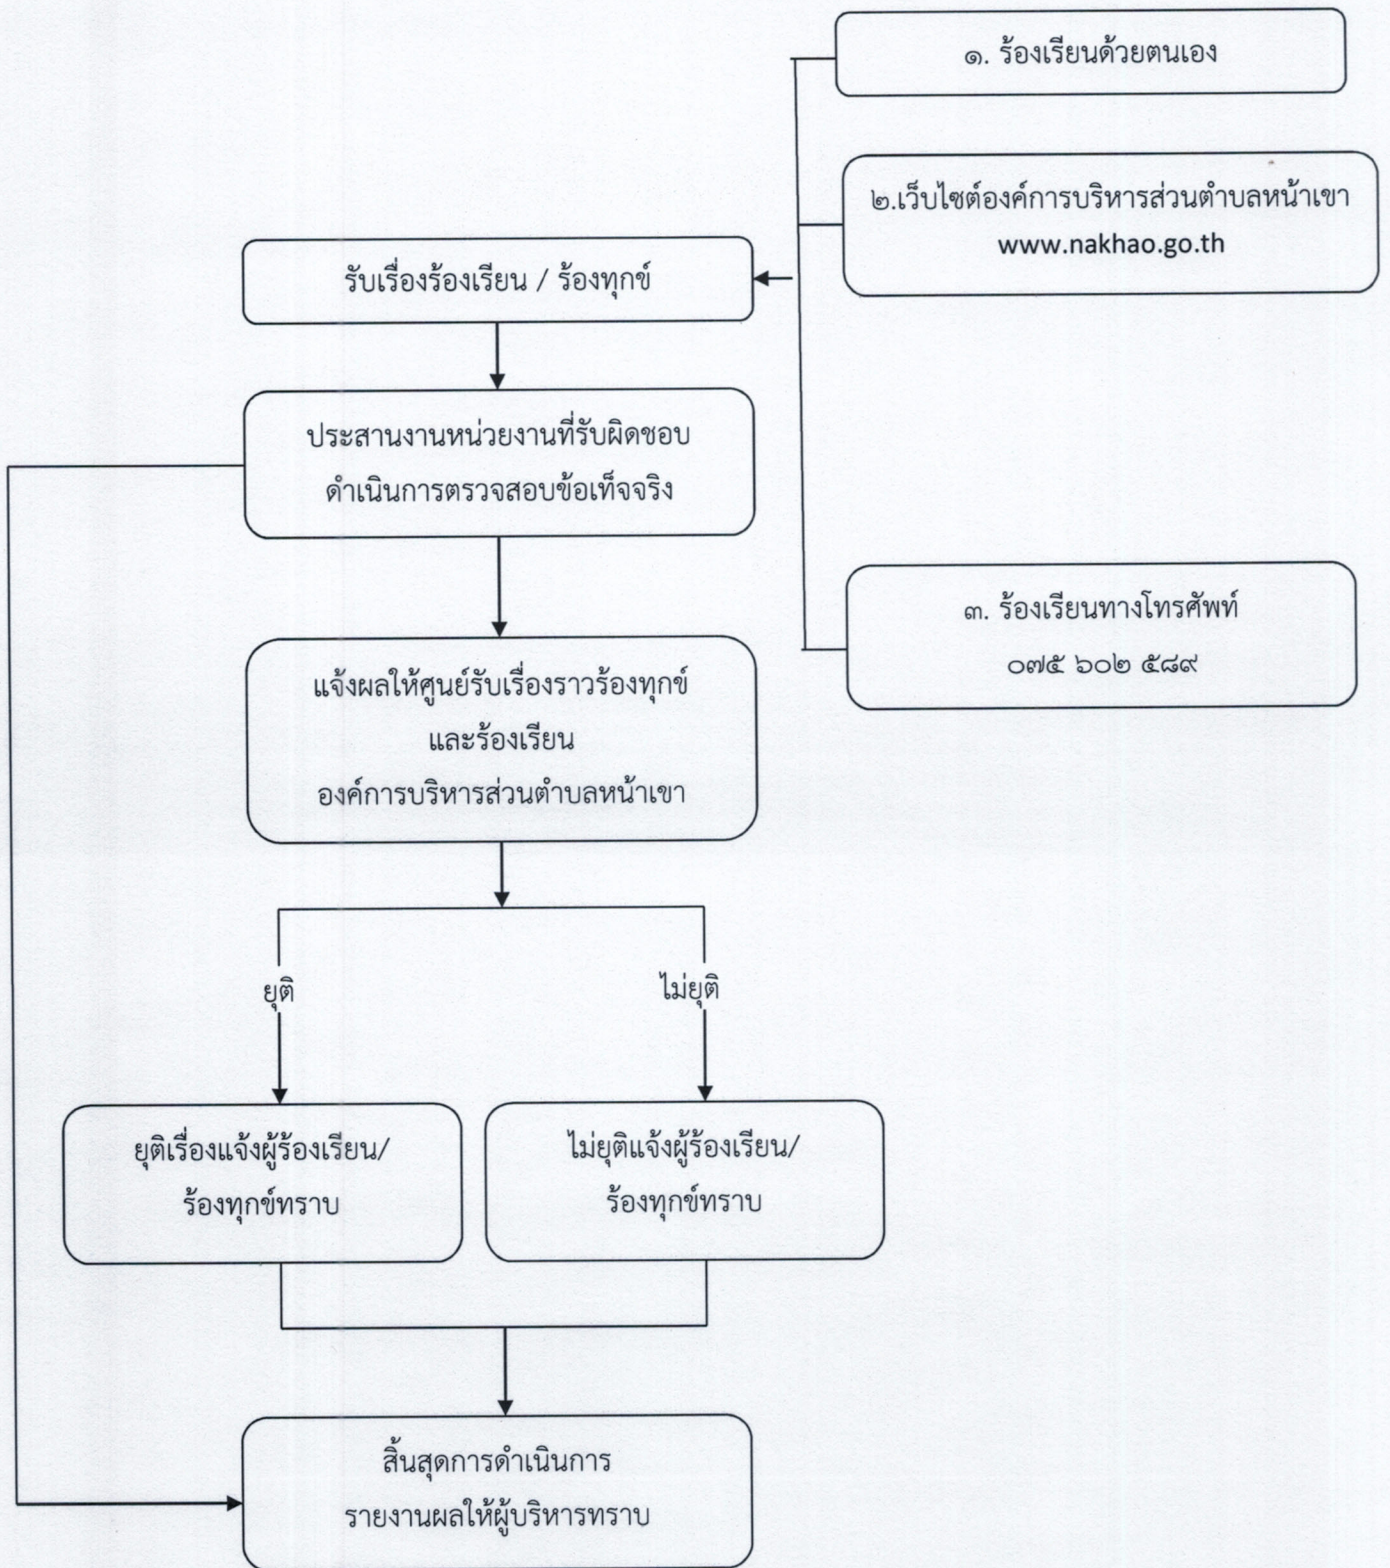 ๑. ร้องเรียนด้วยตนเอง
๒.เว็บไซต์องค์การบริหารส่วนตำบลหน้าเขา
www.nakhao.go.th
รับเรื่องร้องเรียน / ร้องทุกข์
ประสานงานหน่วยงานที่รับผิดชอบ
ดำเนินการตรวจสอบข้อเท็จจริง
๓. ร้องเรียนทางโทรศัพท์
๐๗๕ ๖๐๒ ๕๘๙
แจ้งผลให้ศูนย์รับเรื่องราวร้องทุกข์
และร้องเรียน
องค์การบริหารส่วนตำบลหน้าเขา
ยุติ
ไม่ยุติ
ยุติเรื่องแจ้งผู้ร้องเรียน/
ร้องทุกข์ทราบ
ไม่ยุติแจ้งผู้ร้องเรียน/
ร้องทุกข์ทราบ
สิ้นสุดการดำเนินการ
รายงานผลให้ผู้บริหารทราบ